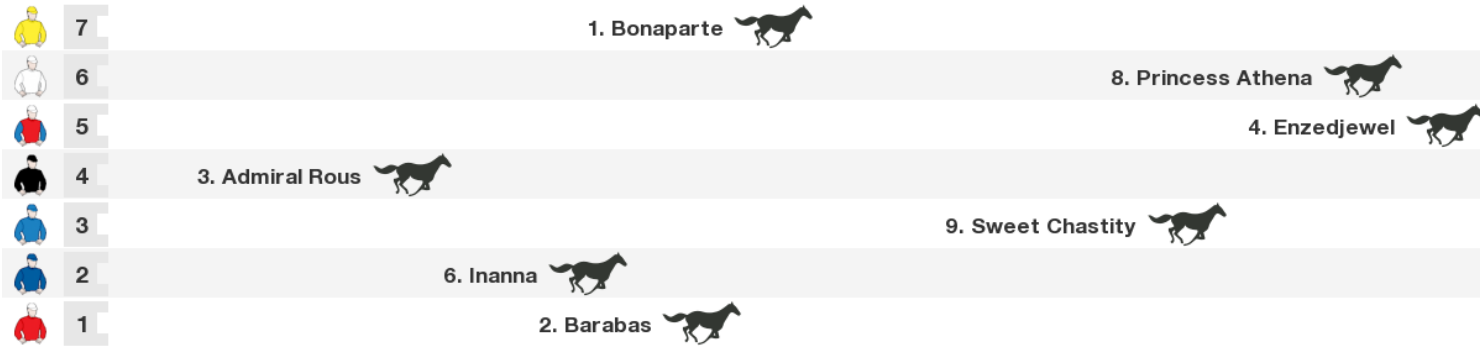 7 1. Bonaparte
6 8. Princess Athena
5 4. Enzedjewel
4 3. Admiral Rous
3 9. Sweet Chastity
2 6. Inanna
1 2. Barabas